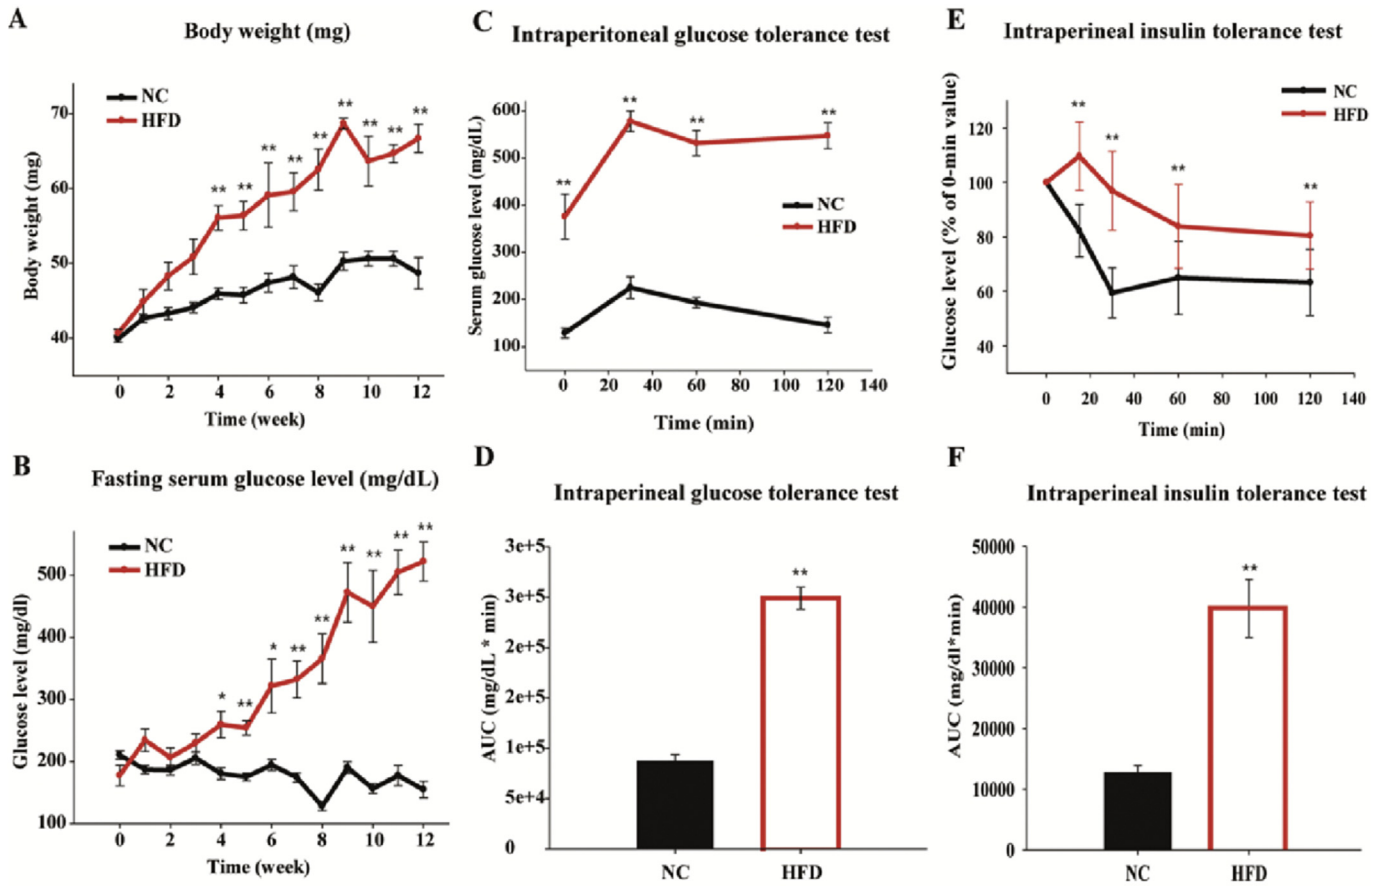 A
Body weight (mg)
NC
HFD
**
**
**
**
**
**
**
**
**
70
60
50
40
Body weight (mg)
0
2
4
6
8
10
12
Time (week)
B
Fasting serum glucose level (mg/dL)
NC
HFD
*
**
*
**
**
**
**
**
**
500
400
300
200
100
Glucose level (mg/dl)
0
2
4
6
8
10
12
Time (week)
C
Intraperitoneal glucose tolerance test
**
**
**
**
NC
HFD
600
500
400
300
200
100
Serum glucose level (mg/dL)
0
20
40
60
80
100
120
140
Time (min)
D
Intraperineal glucose tolerance test
**
3e+5
3e+5
2e+5
2e+5
1e+5
5e+4
0
AUC (mg/dL * min)
NC
HFD
E
Intraperineal insulin tolerance test
NC
HFD
**
**
**
**
120
100
80
60
40
Glucose level (% of 0-min value)
0
20
40
60
80
100
120
140
Time (min)
F
Intraperineal insulin tolerance test
**
50000
40000
30000
20000
10000
0
AUC (mg/dl*min)
NC
HFD